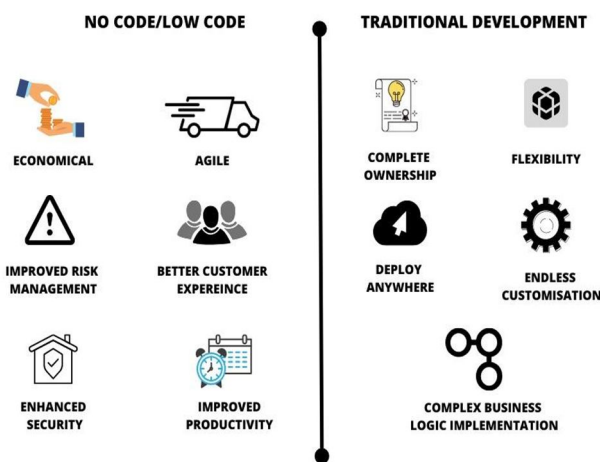 NO CODE/LOW CODE
TRADITIONAL DEVELOPMENT
ECONOMICAL
AGILE
COMPLETE
OWNERSHIP
FLEXIBILITY
IMPROVED RISK
MANAGEMENT
BETTER CUSTOMER
EXPEREINCE
DEPLOY
ANYWHERE
ENDLESS
CUSTOMISATION
ENHANCED
SECURITY
IMPROVED
PRODUCTIVITY
COMPLEX BUSINESS
LOGIC IMPLEMENTATION